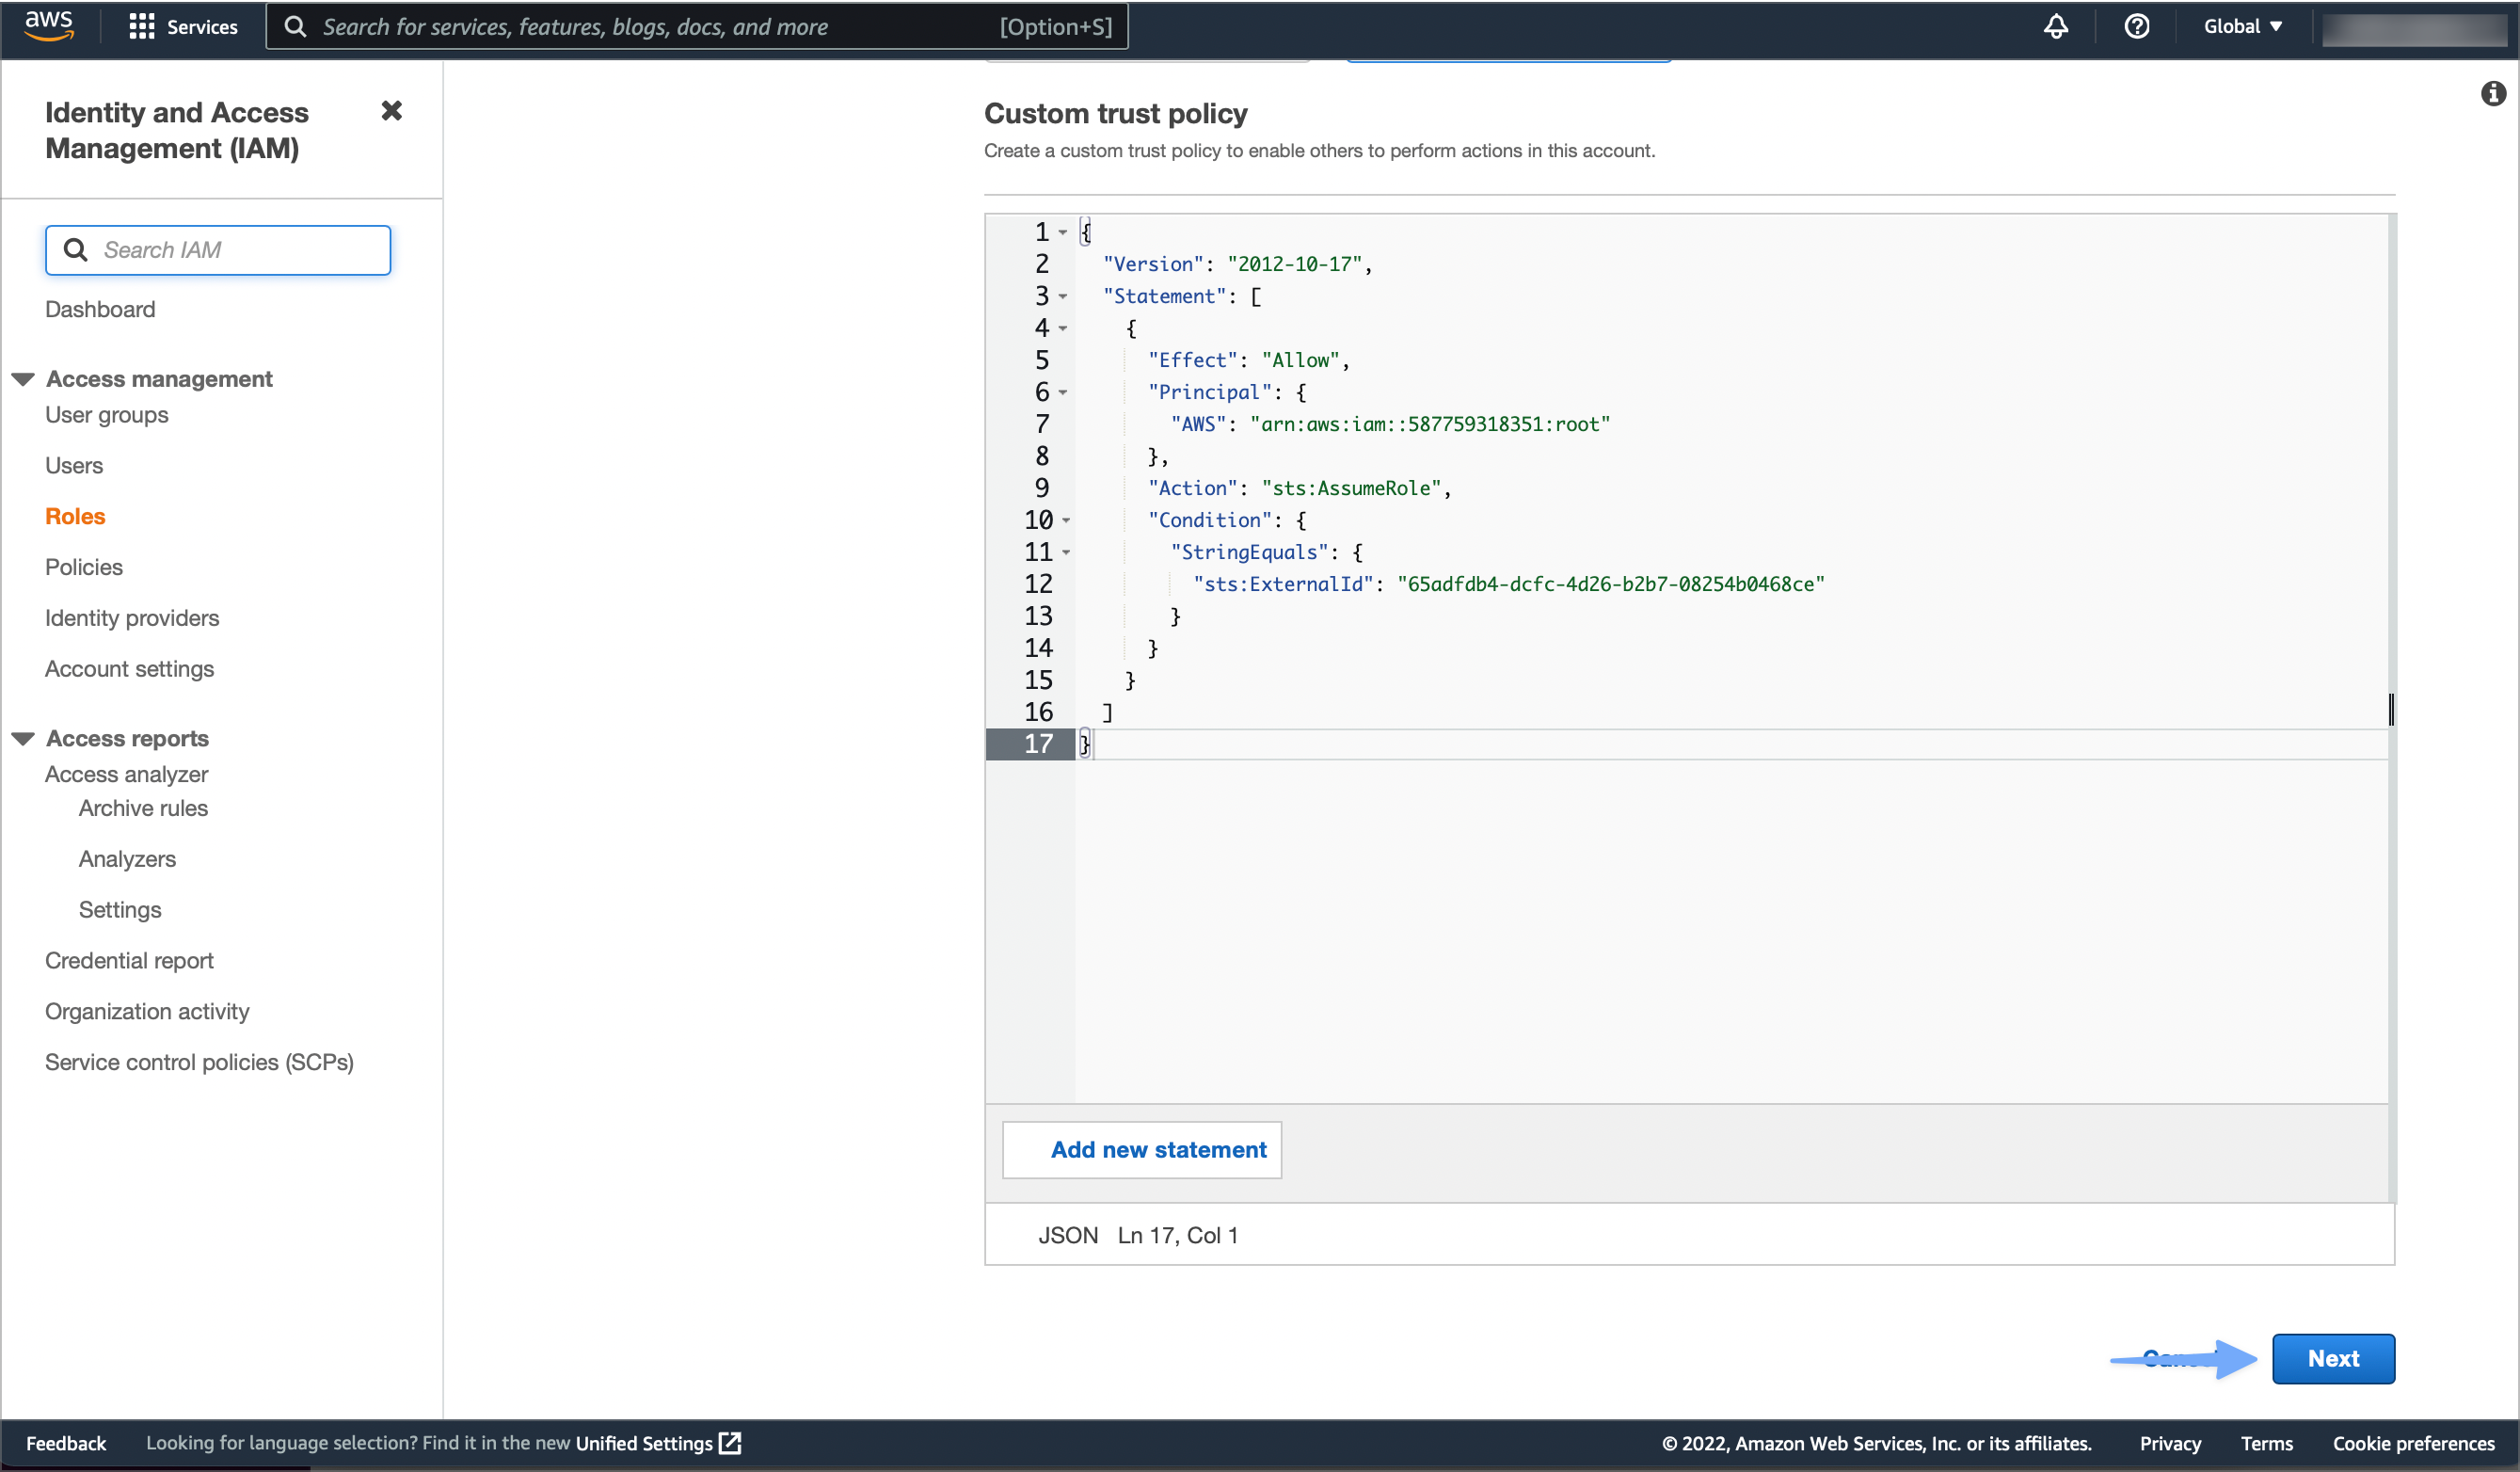 aws
Services
Search for services, features, blogs, docs, and more [Option+S]
Global ▼
Identity and Access
Management (IAM)
Search IAM
Dashboard
Access management
User groups
Users
Roles
Policies
Identity providers
Account settings
Access reports
Access analyzer
Archive rules
Analyzers
Settings
Credential report
Organization activity
Service control policies (SCPs)
Custom trust policy
Create a custom trust policy to enable others to perform actions in this account.
1 {
2 "Version": "2012-10-17",
3 "Statement": [
4 {
5 "Effect": "Allow",
6 "Principal": {
7 "AWS": "arn:aws:iam::587759318351:root"
8 },
9 "Action": "sts:AssumeRole",
10 "Condition": {
11 "StringEquals": {
12 "sts:ExternalId": "65adfdb4-dcfc-4d26-b2b7-08254b0468ce"
13 }
14 }
15 }
16 ]
17 }
Add new statement
JSON Ln 17, Col 1
Next
Feedback Looking for language selection? Find it in the new Unified Settings
© 2022, Amazon Web Services, Inc. or its affiliates. Privacy Terms Cookie preferences